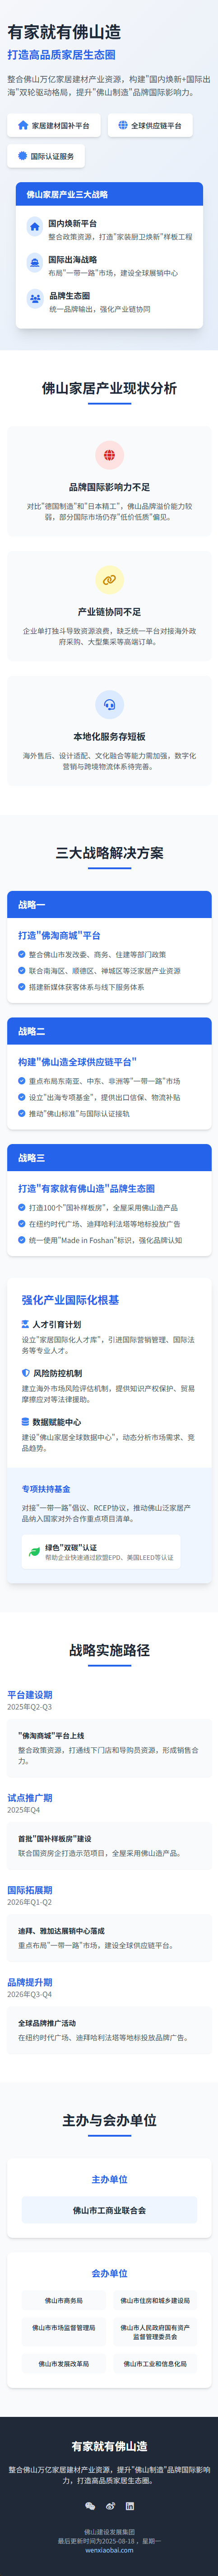 有家就有佛山造
打造高品质家居生态圈
整合佛山万亿家居建材产业资源，构建"国内焕新+国际出
海"双轮驱动格局，提升"佛山制造"品牌国际影响力。
家居建材国补平台
全球供应链平台
国际认证服务
佛山家居产业三大战略
国内焕新平台
整合政策资源，打造"家装厨卫焕新"样板工程
国际出海战略
布局"一带一路"市场，建设全球展销中心
品牌生态圈
统一品牌输出，强化产业链协同
佛山家居产业现状分析
品牌国际影响力不足
对比"德国制造"和"日本精工"，佛山品牌溢价能力较
弱，部分国际市场仍存"低价低质"偏见。
产业链协同不足
企业单打独斗导致资源浪费，缺乏统一平台对接海外政
府采购、大型集采等高端订单。
本地化服务存短板
海外售后、设计适配、文化融合等能力需加强，数字化
营销与跨境物流体系待完善。
三大战略解决方案
战略一
打造"佛淘商城"平台
整合佛山市发改委、商务、住建等部门政策
联合南海区、顺德区、禅城区等泛家居产业资源
搭建新媒体获客体系与线下服务体系
战略二
构建"佛山造全球供应链平台"
重点布局东南亚、中东、非洲等"一带一路"市场
设立"出海专项基金"，提供出口信保、物流补贴
推动"佛山标准"与国际认证接轨
战略三
打造"有家就有佛山造"品牌生态圈
打造100个"国补样板房"，全屋采用佛山造产品
在纽约时代广场、迪拜哈利法塔等地标投放广告
统一使用"Made in Foshan"标识，强化品牌认知
强化产业国际化根基
人才引育计划
设立"家居国际化人才库"，引进国际营销管理、国际法
务等专业人才。
风险防控机制
建立海外市场风险评估机制，提供知识产权保护、贸易
摩擦应对等法律援助。
数据赋能中心
建设"佛山家居全球数据中心"，动态分析市场需求、竞
品趋势。
专项扶持基金
对接"一带一路"倡议、RCEP协议，推动佛山泛家居产
品纳入国家对外合作重点项目清单。
绿色"双碳"认证
帮助企业快速通过欧盟EPD、美国LEED等认证
战略实施路径
平台建设期
2025年Q2-Q3
"佛淘商城"平台上线
整合政策资源，打通线下门店和导购员资源，形成销售合
力。
试点推广期
2025年Q4
首批"国补样板房"建设
联合国资房企打造示范项目，全屋采用佛山造产品。
国际拓展期
2026年Q1-Q2
迪拜、雅加达展销中心落成
重点布局"一带一路"市场，建设全球供应链平台。
品牌提升期
2026年Q3-Q4
全球品牌推广活动
在纽约时代广场、迪拜哈利法塔等地标投放品牌广告。
主办与会办单位
主办单位
佛山市工商业联合会
会办单位
佛山市商务局
佛山市住房和城乡建设局
佛山市市场监督管理局
佛山市人民政府国有资产
监督管理委员会
佛山市发展改革局
佛山市工业和信息化局
有家就有佛山造
整合佛山万亿家居建材产业资源，提升"佛山制造"品牌国际影响
力，打造高品质家居生态圈。
佛山建设发展集团
最后更新时间为2025-08-18 ，星期一
wenxiaobai.com